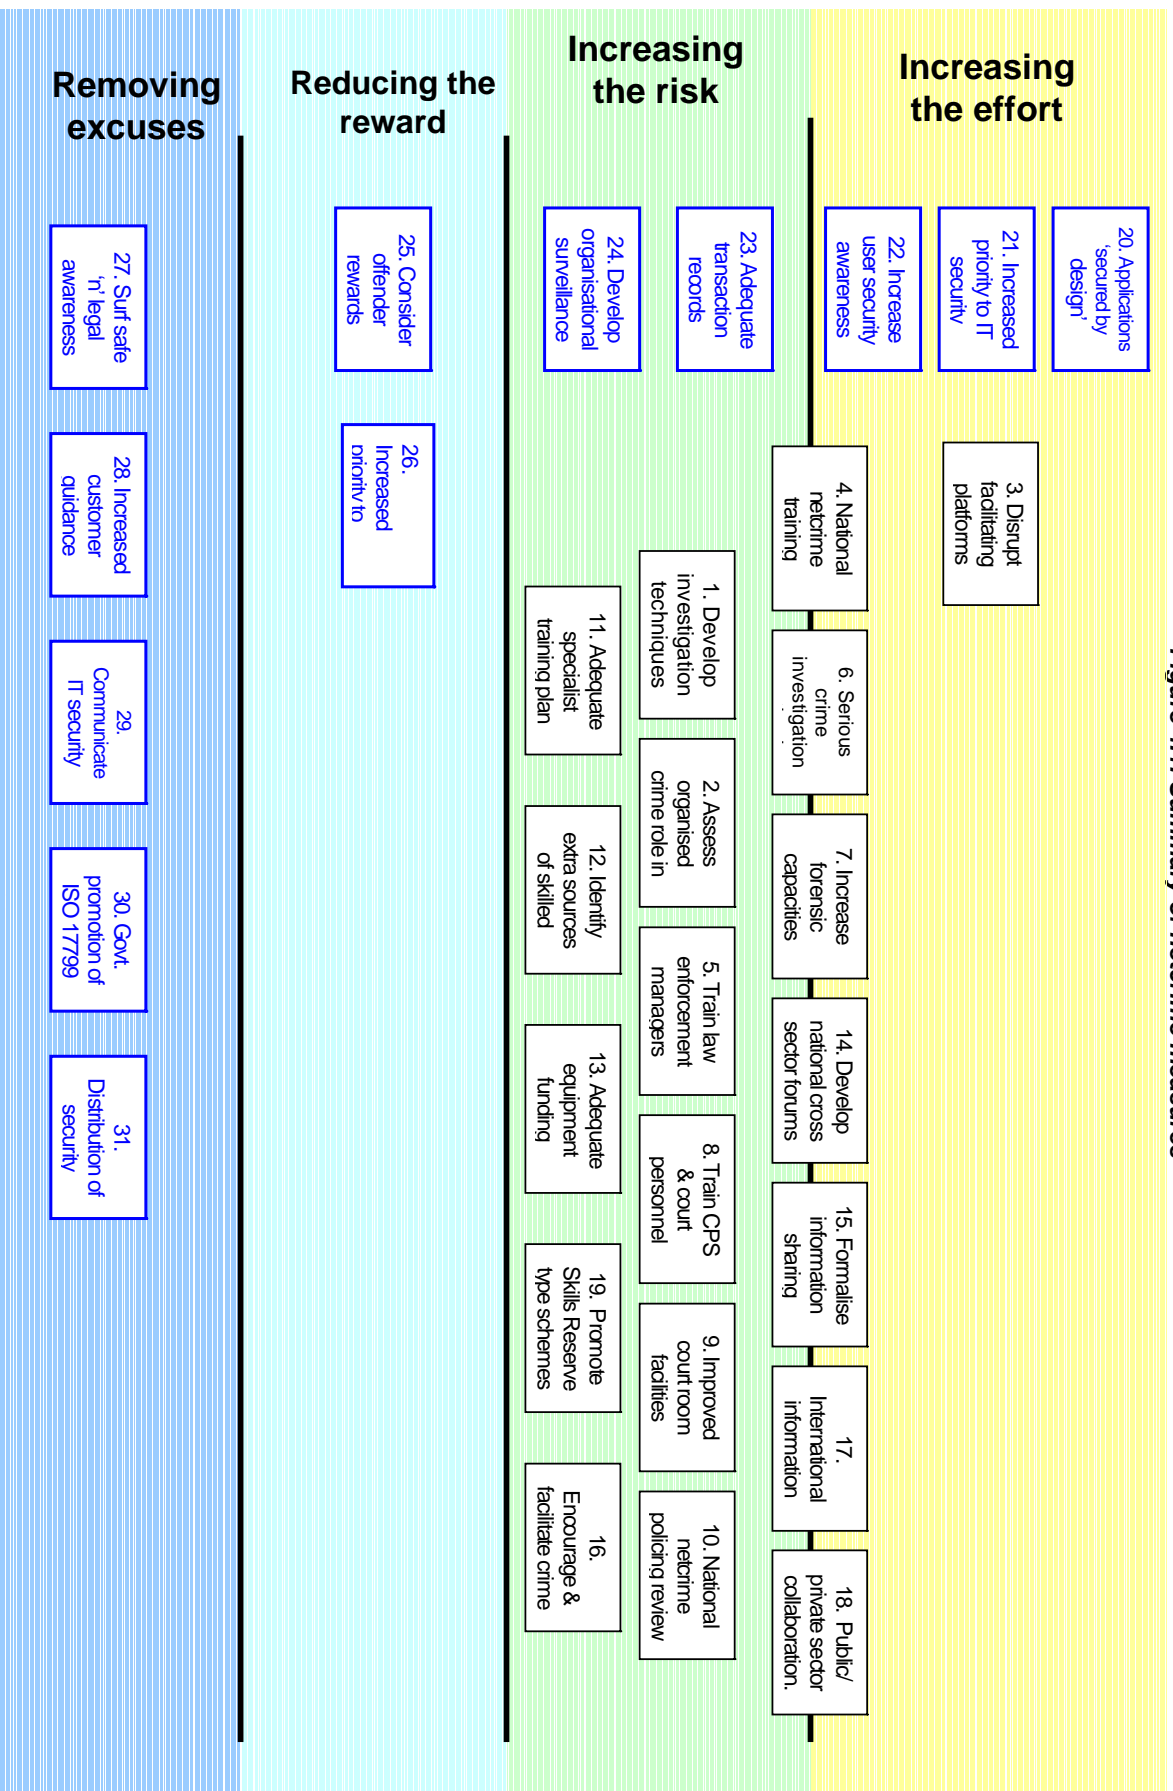 Removing
excuses
Reducing the
reward
Increasing
the risk
Increasing
the effort
20. Applications
'secured by
design'
21. Increased
priority to IT
security
22. Increase
user security
awareness
23. Adequate
transaction
records
24. Develop
organisational
surveillance
25. Consider
offender
rewards
26.
Increased
priority to
27. Surf safe
'n' legal
awareness
28. Increased
customer
guidance
29.
Communicate
IT security
30. Govt.
promotion of
ISO 17799
31.
Distribution of
security
3. Disrupt
facilitating
platforms
4. National
netcrime
training
6. Serious
crime
investigation
7. Increase
forensic
capacities
14. Develop
national cross
sector forums
15. Formalise
information
sharing
17.
International
information
18. Public/
private sector
collaboration.
1. Develop
investigation
techniques
2. Assess
organised
crime role in
5. Train law
enforcement
managers
8. Train CPS
& court
personnel
9. Improved
court room
facilities
10. National
netcrime
policing review
11. Adequate
specialist
training plan
12. Identify
extra sources
of skilled
13. Adequate
equipment
funding
19. Promote
Skills Reserve
type schemes
16.
Encourage &
facilitate crime